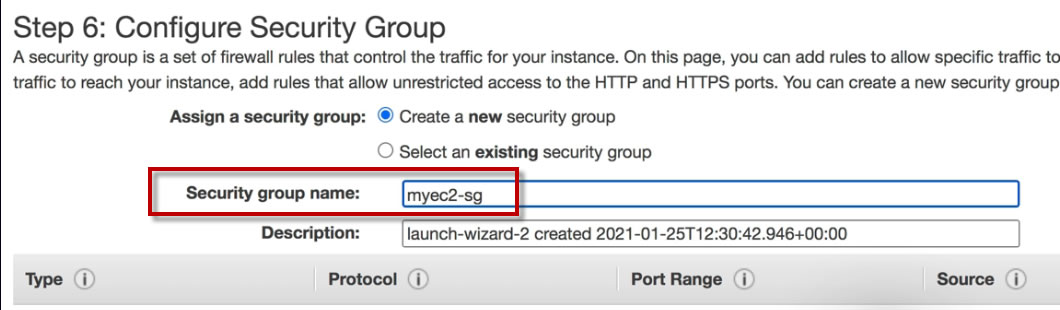 Step 6: Configure Security Group
A security group is a set of firewall rules that control the traffic for your instance. On this page, you can add rules to allow specific traffic to
traffic to reach your instance, add rules that allow unrestricted access to the HTTP and HTTPS ports. You can create a new security group
Assign a security group: Create a new security group
Select an existing security group
Security group name: myec2-sg
Description: launch-wizard-2 created 2021-01-25T12:30:42.946+00:00
Type i Protocol i Port Range i Source i